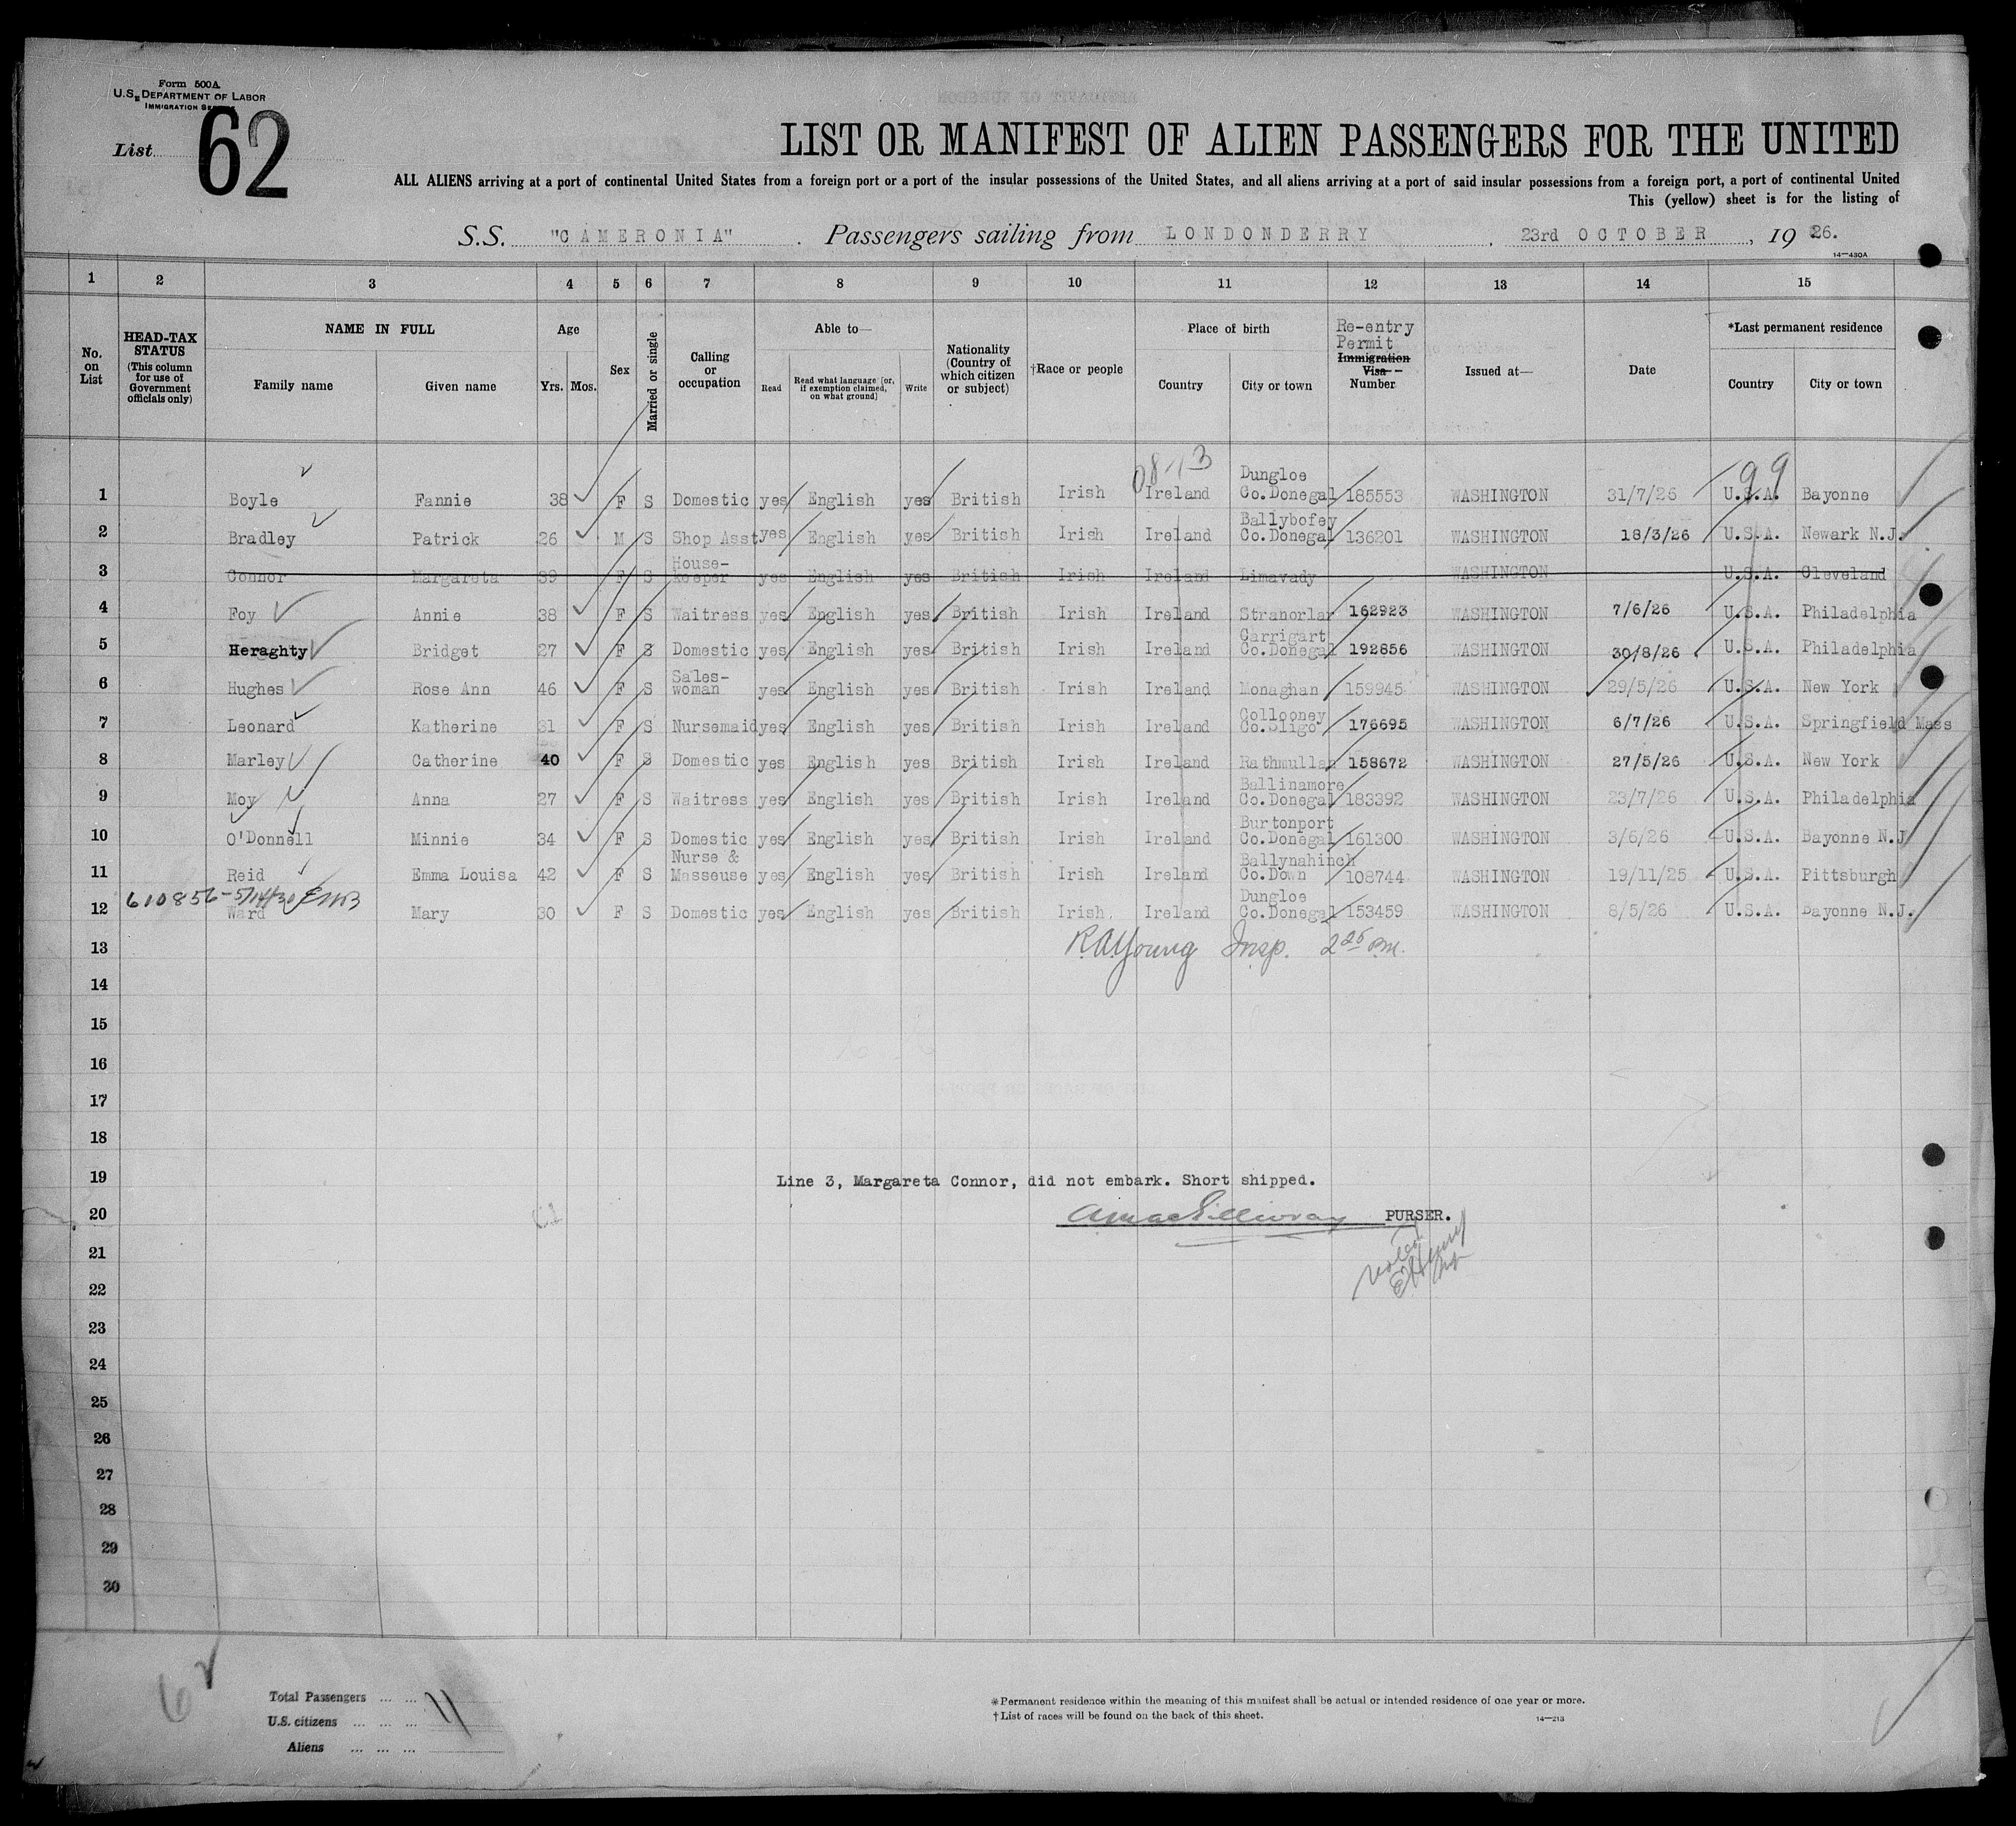 Form 500A
U.S. DEPARTMENT OF LABOR
IMMIGRATION
List 62
LIST OR MANIFEST OF ALIEN PASSENGERS FOR THE UNITED
ALL ALIENS arriving at a port of continental United States from a foreign port or a port of the insular possessions of the United States, and all aliens arriving at a port of said insular possessions from a foreign port, a port of continental United
This (yellow) sheet is for the listing of
S.S. "CAMERONIA" . Passengers sailing from LONDONDERRY , 23rd OCTOBER , 19 26.
14—430A
1 2 3 4 5 6 7 8 9 10 11 12 13 14 15
No. on List
HEAD-TAX STATUS (This column for use of Government officials only)
NAME IN FULL
Family name Given name
Age
Yrs. Mos.
Sex
Married or single
Calling or occupation
Able to—
Read Read what language (or, if exemption claimed, on what ground) Write
Nationality (Country of which citizen or subject)
†Race or people
Place of birth
Country City or town
Re-entry Permit
Immigration Visa Number
Issued at—
Date
*Last permanent residence
Country City or town
08-13 99
1 Boyle Fannie 38 F S Domestic yes English yes British Irish Ireland Dungloe Co.Donegal 185553 WASHINGTON 31/7/26 U.S.A. Bayonne
2 Bradley Patrick 26 M S Shop Asst yes English yes British Irish Ireland Ballybofey Co.Donegal 136201 WASHINGTON 18/3/26 U.S.A. Newark N.J.
3 Connor Margareta 39 F S House-keeper yes English yes British Irish Ireland Limavady WASHINGTON U.S.A. Cleveland
4 Foy Annie 38 F S Waitress yes English yes British Irish Ireland Stranorlar 162923 WASHINGTON 7/6/26 U.S.A. Philadelphia
5 Heraghty Bridget 27 F S Domestic yes English yes British Irish Ireland Carrigart Co.Donegal 192856 WASHINGTON 30/8/26 U.S.A. Philadelphia
6 Hughes Rose Ann 46 F S Sales-woman yes English yes British Irish Ireland Monaghan 159945 WASHINGTON 29/5/26 U.S.A. New York
7 Leonard Katherine 31 F S Nursemaid yes English yes British Irish Ireland Collooney Co.Sligo 176695 WASHINGTON 6/7/26 U.S.A. Springfield Mass
8 Marley Catherine 40 F S Domestic yes English yes British Irish Ireland Rathmullan 158672 WASHINGTON 27/5/26 U.S.A. New York
9 Moy Anna 27 F S Waitress yes English yes British Irish Ireland Ballinamore Co.Donegal 183392 WASHINGTON 23/7/26 U.S.A. Philadelphia
10 O'Donnell Minnie 34 F S Domestic yes English yes British Irish Ireland Burtonport Co.Donegal 161300 WASHINGTON 3/6/26 U.S.A. Bayonne N.J
11 Reid Emma Louisa 42 F S Nurse & Masseuse yes English yes British Irish Ireland Ballynahinch Co.Down 108744 WASHINGTON 19/11/25 U.S.A. Pittsburgh
610856-5/14/30
12 Ward Mary 30 F S Domestic yes English yes British Irish. Ireland Dungloe Co.Donegal 153459 WASHINGTON 8/5/26 U.S.A. Bayonne N.J.
13 R.A. Young Insp. 2 25 P.M.
14
15
16
17
18
19 Line 3, Margareta Connor, did not embark. Short shipped.
20 PURSER.
21 noted
22
23
24
25
26
27
28
29
30
62
Total Passengers ... ... 11
U.S. citizens ... ... ...
Aliens ... ... ...
*Permanent residence within the meaning of this manifest shall be actual or intended residence of one year or more.
†List of races will be found on the back of this sheet.
14—213